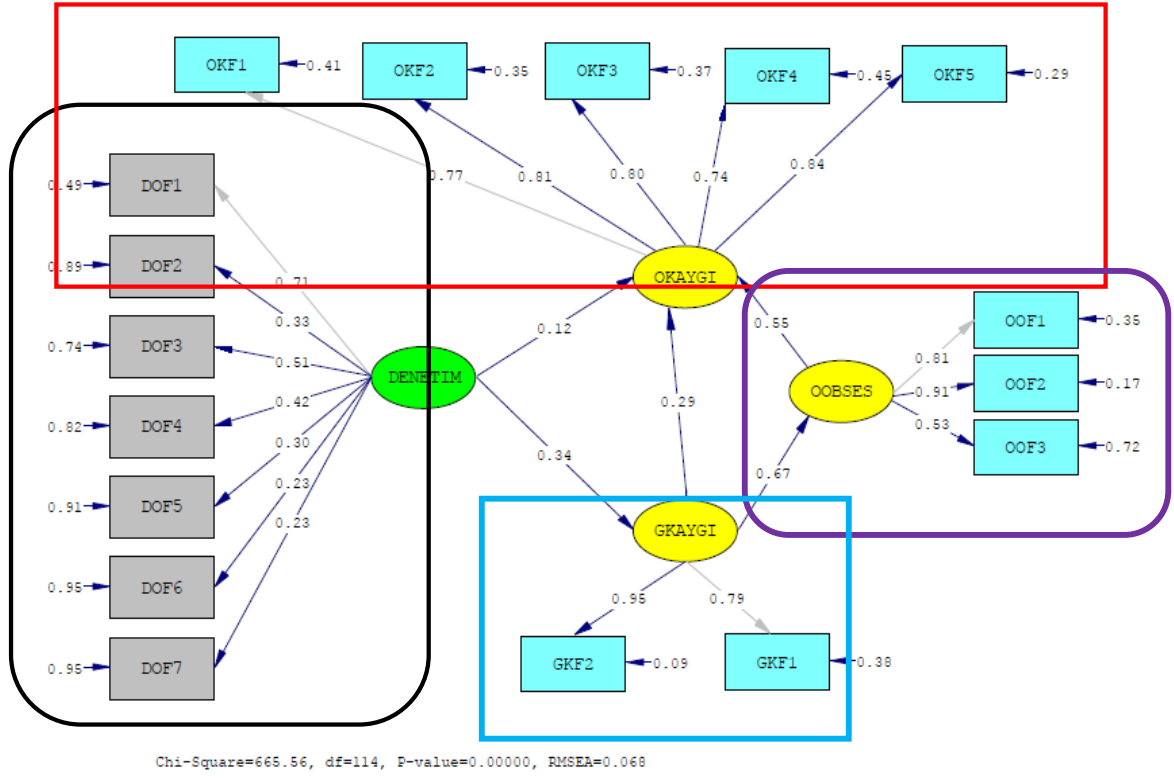 OKF1
0.41
OKF2
0.35
OKF3
0.37
OKF4
0.45
OKF5
0.29
0.77
0.81
0.80
0.74
0.84
0.49
DOF1
0.89
DOF2
0.74
DOF3
0.82
DOF4
0.91
DOF5
0.95
DOF6
0.95
DOF7
0.71
0.33
0.51
0.42
0.30
0.23
0.23
DENETIM
OKAYGI
0.12
0.34
0.29
0.55
0.67
OOBSES
0.81
0.91
0.53
OOF1
0.35
OOF2
0.17
OOF3
0.72
GKAYGI
0.95
0.79
GKF2
0.09
GKF1
0.38
Chi-Square=665.56, df=114, P-value=0.00000, RMSEA=0.068